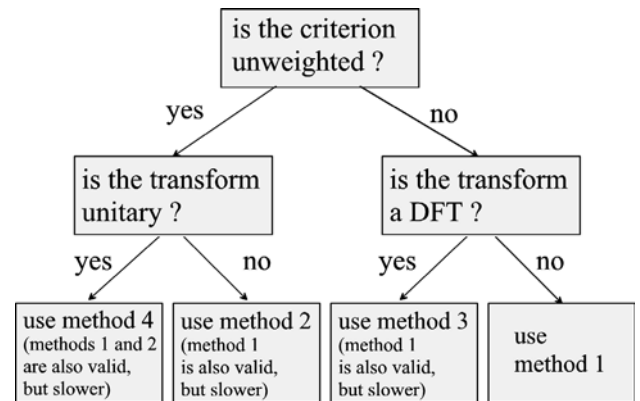 is the criterion
unweighted ?
yes
no
is the transform
unitary ?
is the transform
a DFT ?
yes
no
yes
no
use method 4
(methods 1 and 2
are also valid,
but slower)
use method 2
(method 1
is also valid,
but slower)
use method 3
(method 1
is also valid,
but slower)
use
method 1